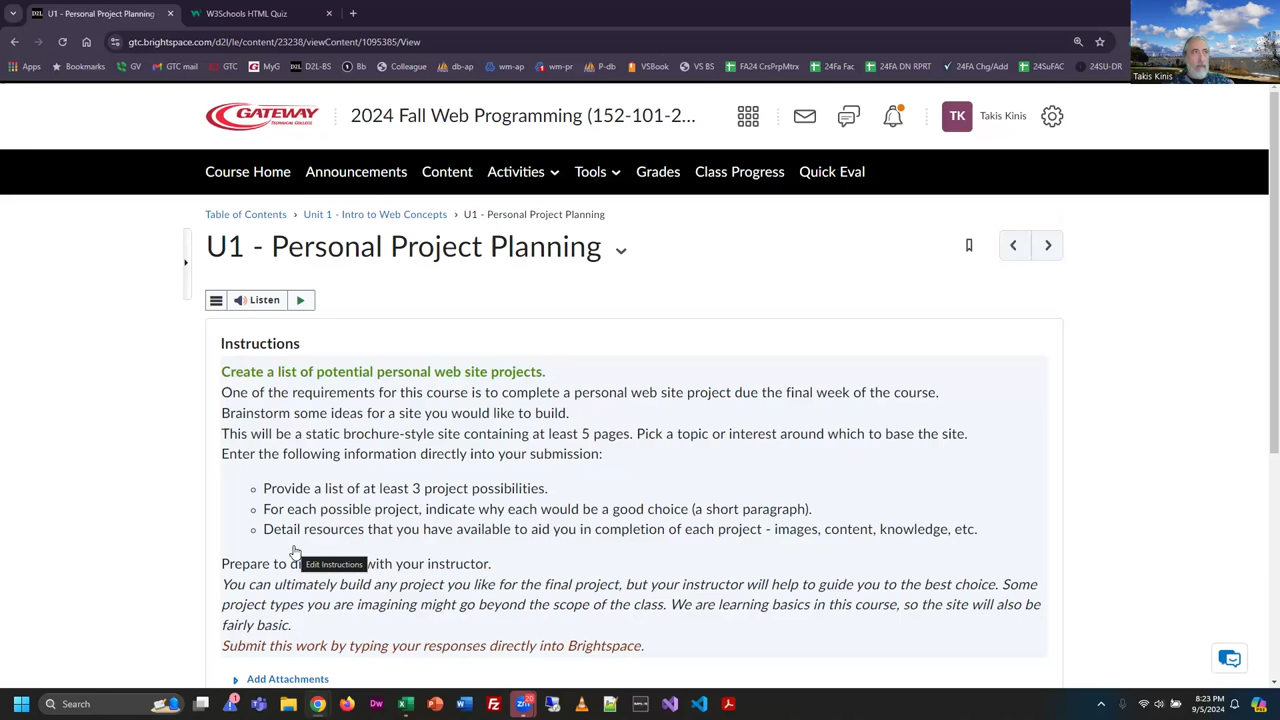 U1 - Personal Project Planning
W3Schools HTML Quiz
gtc.brightspace.com/d2l/le/content/23238/viewContent/1095385/View
Apps
Bookmarks
GV
GTC mail
GTC
MyG
D2L D2L-BS
Bb
Colleague
wm-ap
wm-pr
P-db
VSBook
VS BS
FA24 CrsPrpMtrx
24Fa Fac
24FA DN RPRT
24FA Chg/Add
24SuFAC
24SU-DR
Takis Kinis
GATEWAY
TECHNICAL COLLEGE
2024 Fall Web Programming (152-101-2...
TK
Takis Kinis
Course Home
Announcements
Content
Activities
Tools
Grades
Class Progress
Quick Eval
Table of Contents › Unit 1 - Intro to Web Concepts › U1 - Personal Project Planning
U1 - Personal Project Planning
Listen
Instructions
Create a list of potential personal web site projects.
One of the requirements for this course is to complete a personal web site project due the final week of the course.
Brainstorm some ideas for a site you would like to build.
This will be a static brochure-style site containing at least 5 pages. Pick a topic or interest around which to base the site.
Enter the following information directly into your submission:
Provide a list of at least 3 project possibilities.
For each possible project, indicate why each would be a good choice (a short paragraph).
Detail resources that you have available to aid you in completion of each project - images, content, knowledge, etc.
Prepare to di with your instructor.
Edit Instructions
You can ultimately build any project you like for the final project, but your instructor will help to guide you to the best choice. Some
project types you are imagining might go beyond the scope of the class. We are learning basics in this course, so the site will also be
fairly basic.
Submit this work by typing your responses directly into Brightspace.
Add Attachments
Search
8:23 PM
9/5/2024